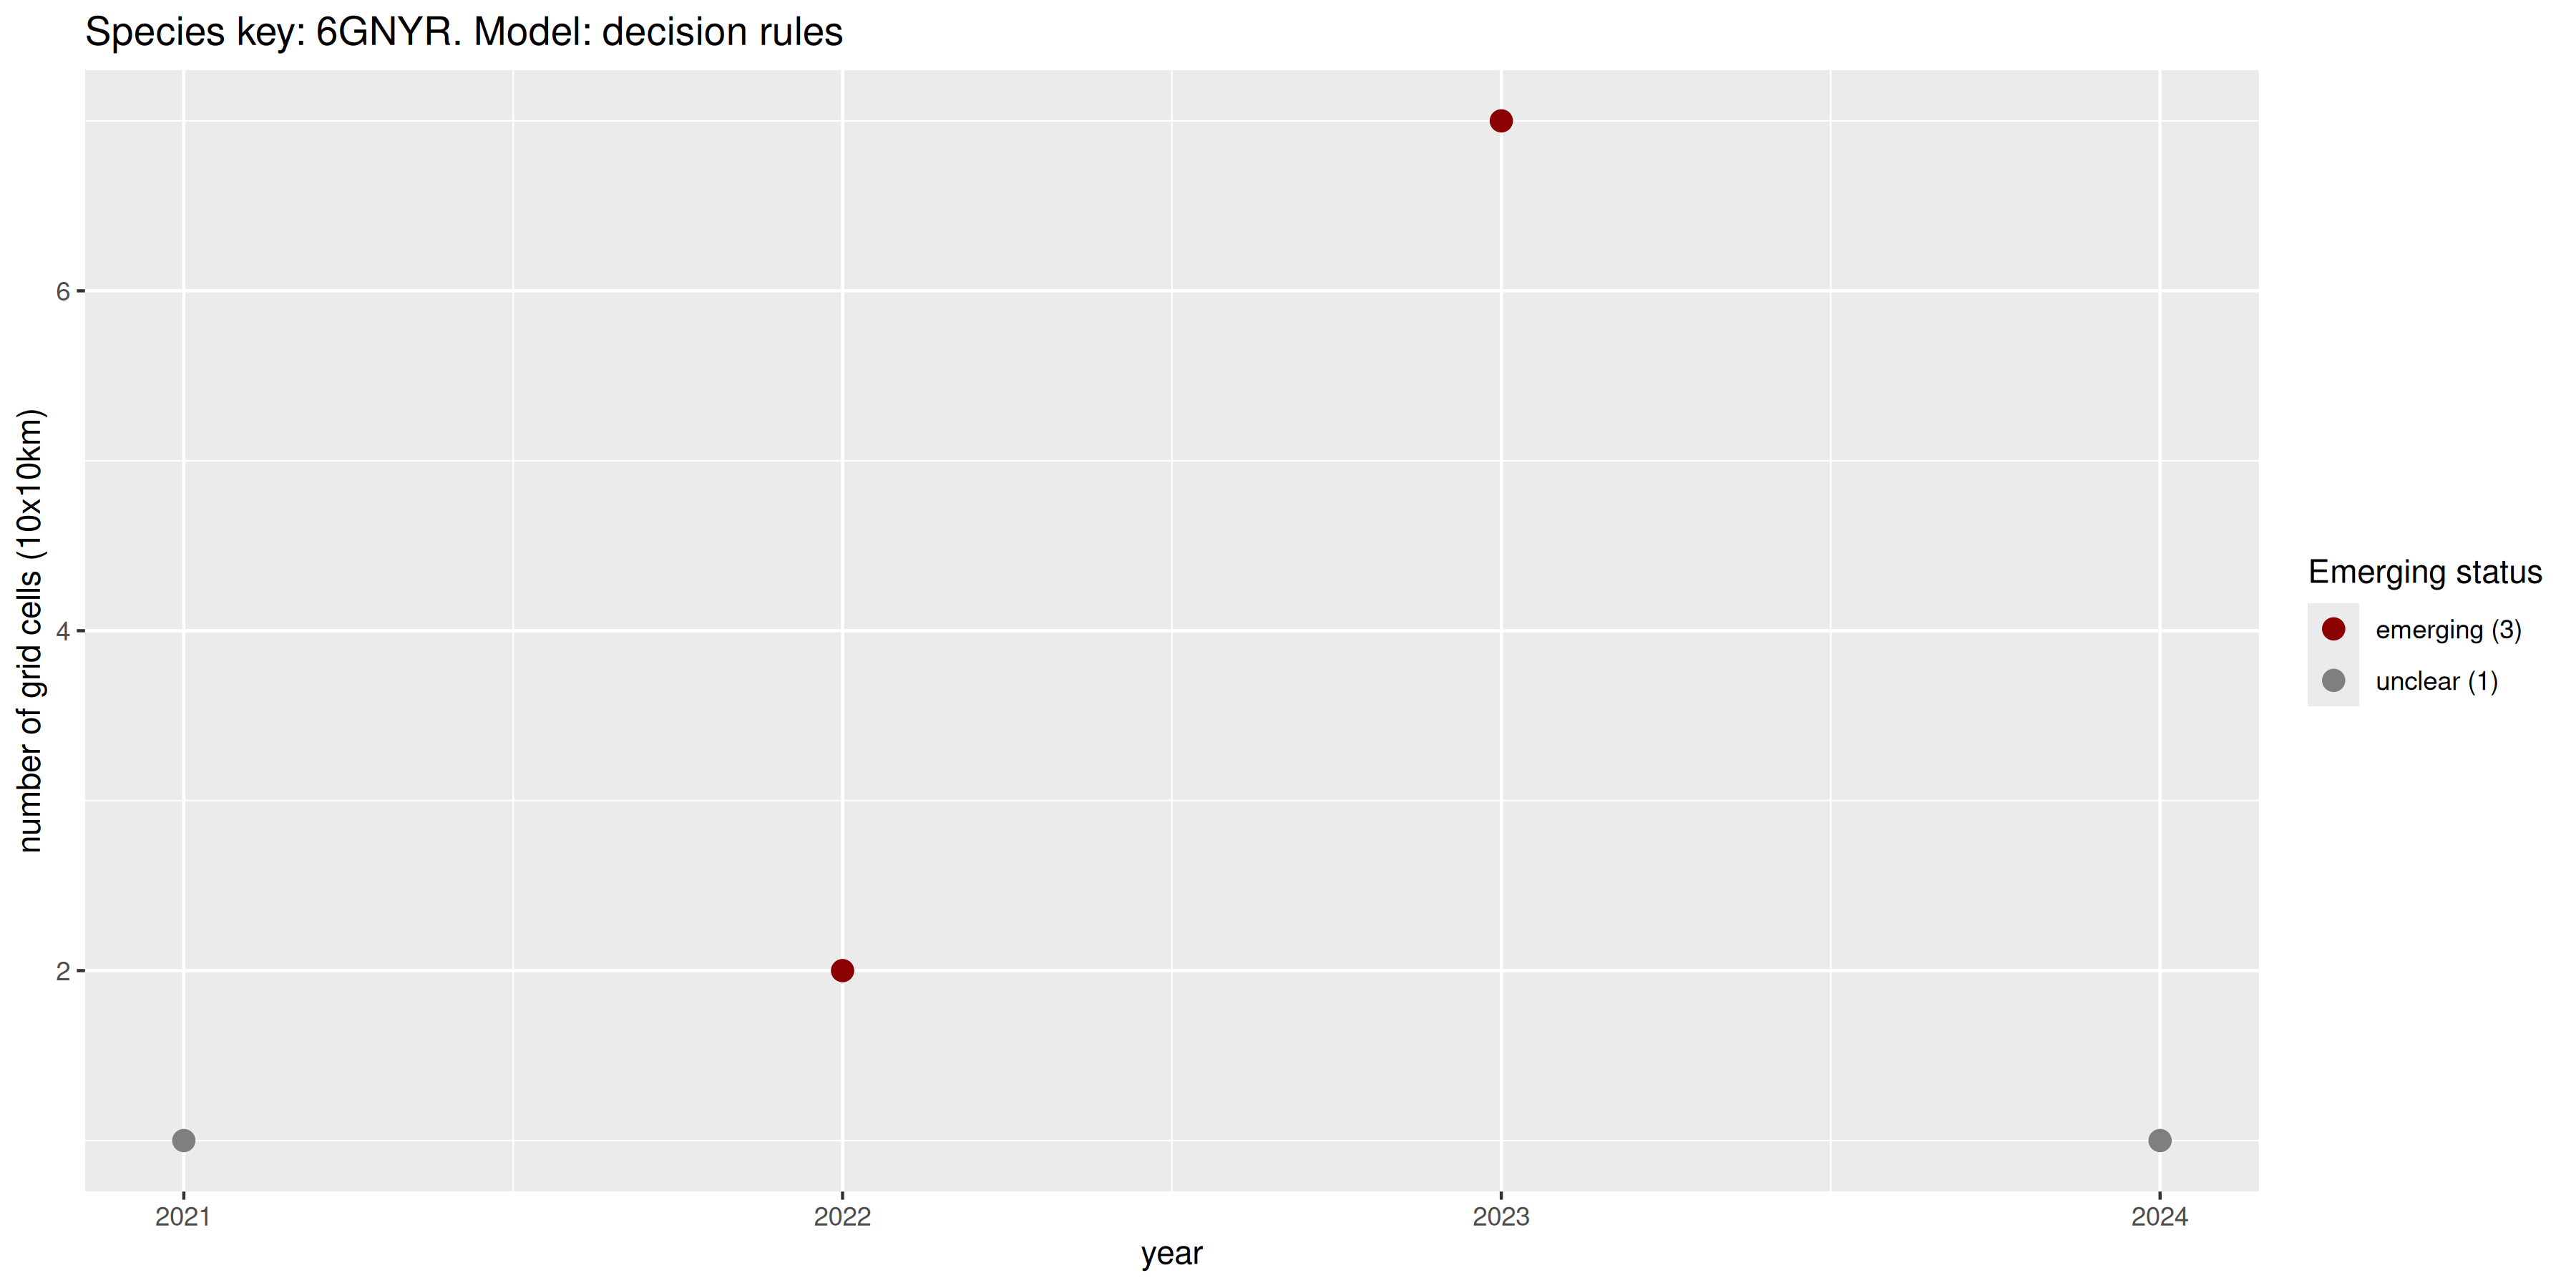 Species key: 6GNYR. Model: decision rules
number of grid cells (10x10km)
6
4
2
2021
2022
2023
2024
year
Emerging status
emerging (3)
unclear (1)